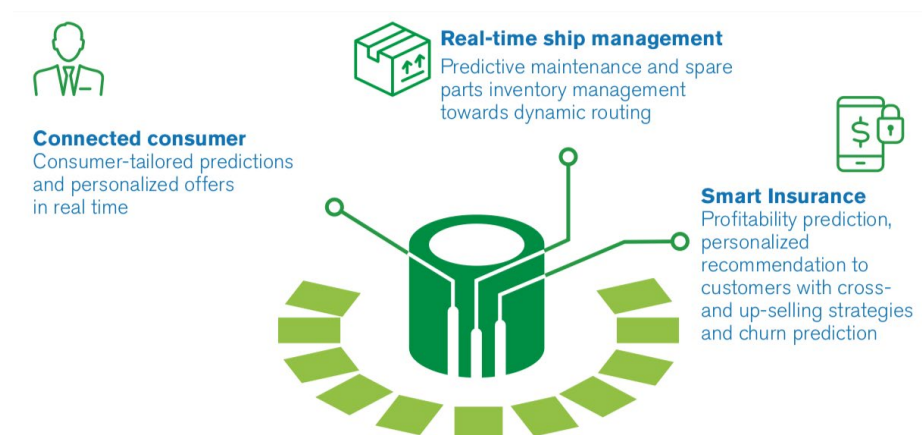 Real-time ship management
Predictive maintenance and spare
parts inventory management
towards dynamic routing
Connected consumer
Consumer-tailored predictions
and personalized offers
in real time
Smart Insurance
Profitability prediction,
personalized
recommendation to
customers with cross-
and up-selling strategies
and churn prediction
$